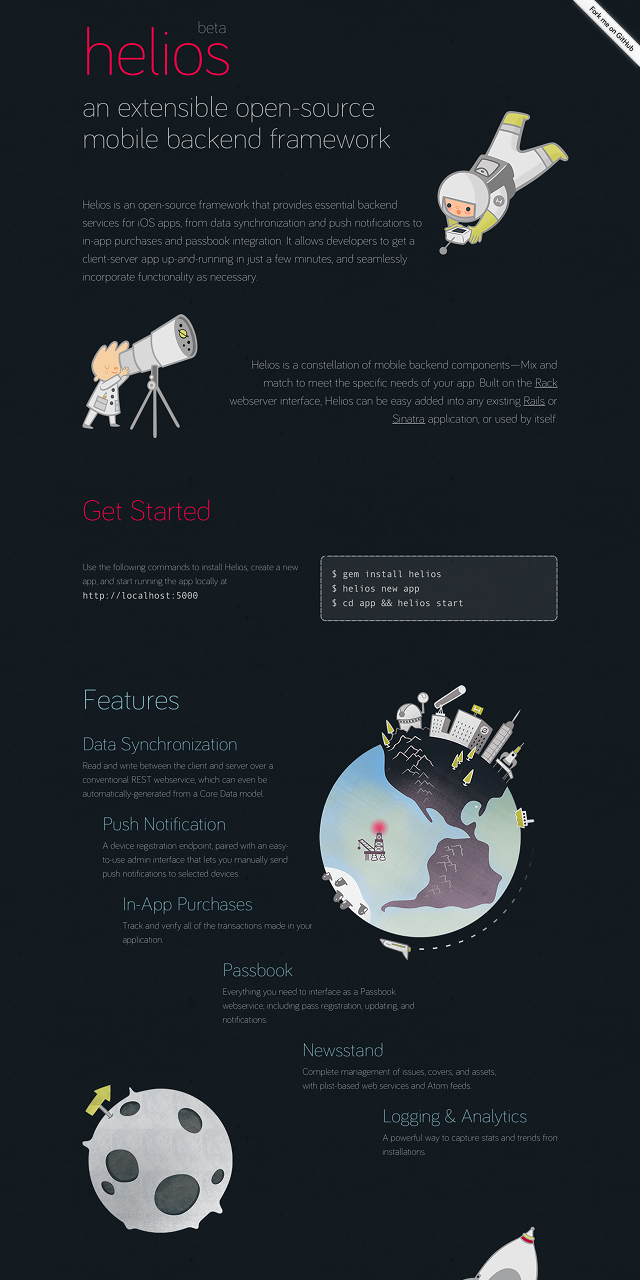 beta
helios
Fork me on GitHub
an extensible open-source
mobile backend framework
Helios is an open-source framework that provides essential backend
services for iOS apps, from data synchronization and push notifications to
in-app purchases and passbook integration. It allows developers to get a
client-server app up-and-running in just a few minutes, and seamlessly
incorporate functionality as necessary.
Helios is a constellation of mobile backend components—Mix and
match to meet the specific needs of your app. Built on the Rack
webserver interface, Helios can be easy added into any existing Rails or
Sinatra application, or used by itself.
Get Started
Use the following commands to install Helios, create a new
app, and start running the app locally at
http://localhost:5000
$ gem install helios
$ helios new app
$ cd app && helios start
Features
Data Synchronization
Read and write between the client and server over a
conventional REST webservice, which can even be
automatically-generated from a Core Data model.
Push Notification
A device registration endpoint, paired with an easy-
to-use admin interface that lets you manually send
push notifications to selected devices.
In-App Purchases
Track and verify all of the transactions made in your
application.
Passbook
Everything you need to interface as a Passbook
webservice, including pass registration, updating, and
notifications.
Newsstand
Complete management of issues, covers, and assets,
with plist-based web services and Atom feeds.
Logging & Analytics
A powerful way to capture stats and trends from
installations.